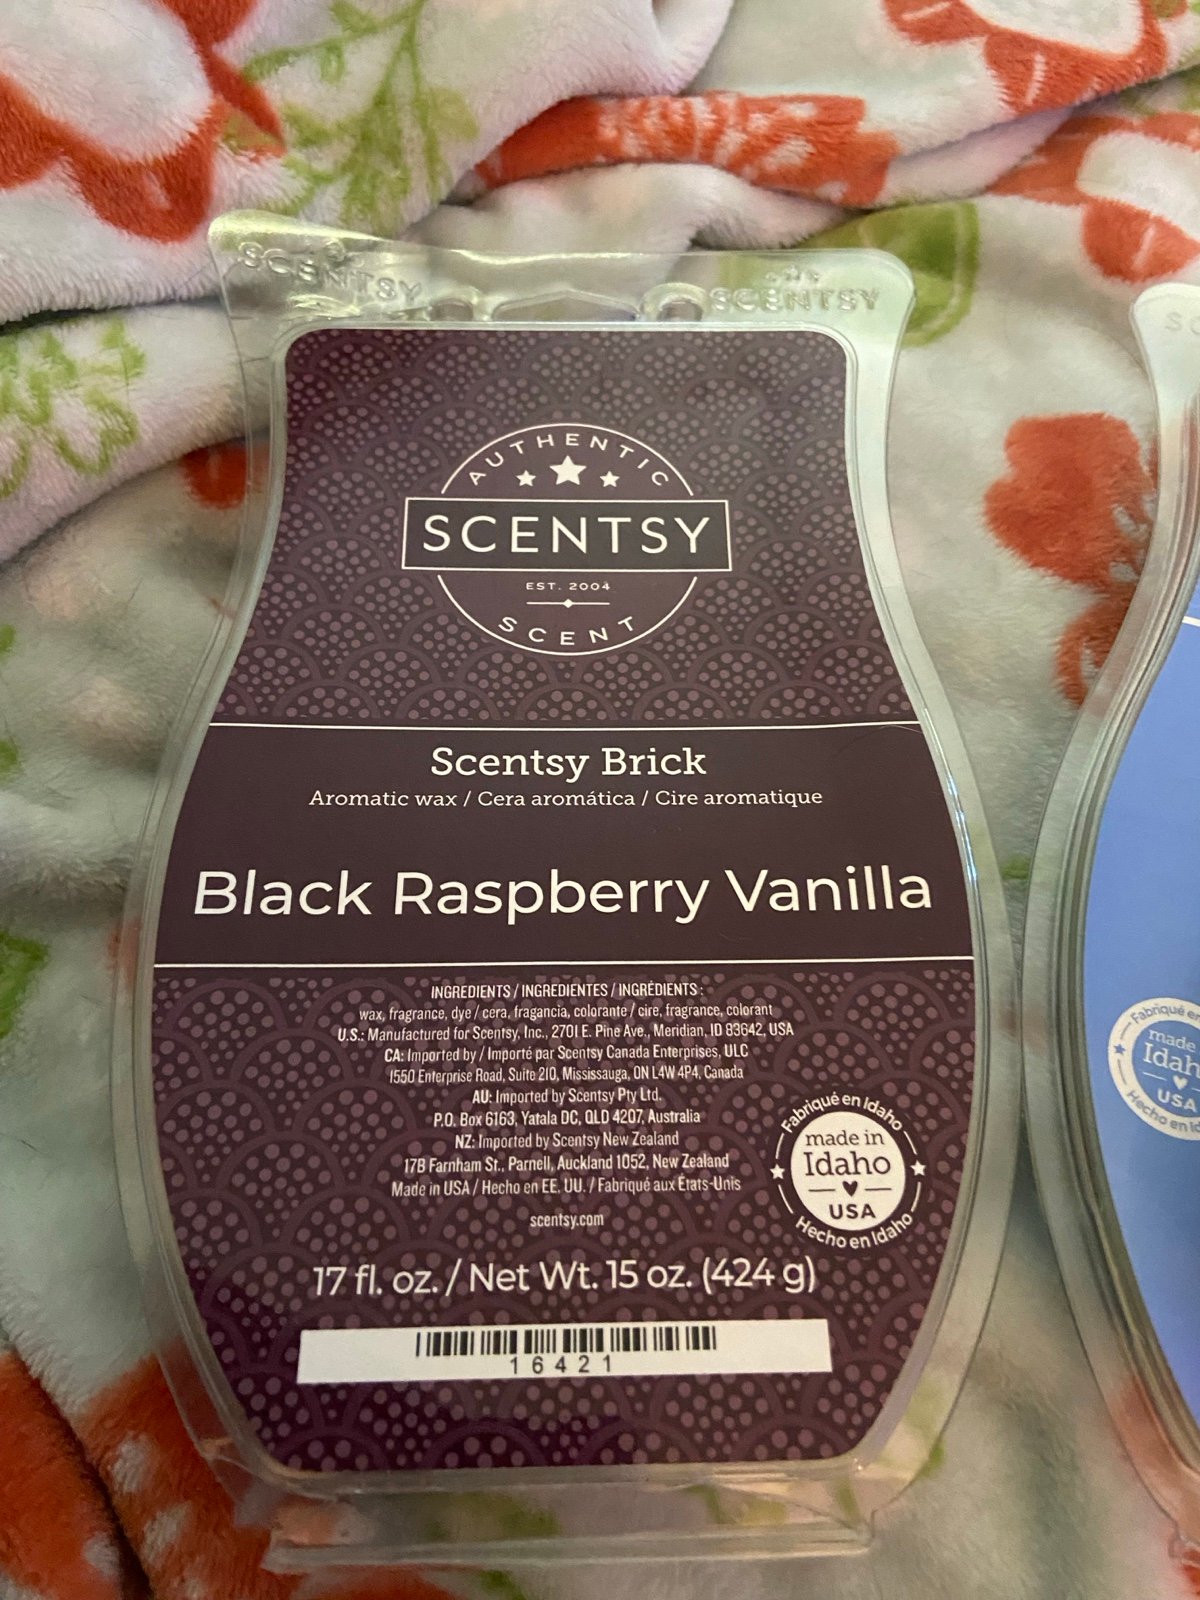 SCENTSY
SCENTSY
AUTHENTIC
SCENTSY
EST. 2004
SCENT
Scentsy Brick
Aromatic wax / Cera aromática / Cire aromatique
Black Raspberry Vanilla
INGREDIENTS / INGREDIENTES / INGRÉDIENTS :
wax, fragrance, dye / cera, fragancia, colorante / cire, fragrance, colorant
U.S.: Manufactured for Scentsy, Inc., 2701 E. Pine Ave., Meridian, ID 83642, USA
CA: Imported by / Importé par Scentsy Canada Enterprises, ULC
1550 Enterprise Road, Suite 210, Mississauga, ON L4W 4P4, Canada
AU: Imported by Scentsy Pty Ltd.
P.O. Box 6163, Yatala DC, QLD 4207, Australia
NZ: Imported by Scentsy New Zealand
17B Farnham St., Parnell, Auckland 1052, New Zealand
Made in USA / Hecho en EE. UU. / Fabriqué aux États-Unis
scentsy.com
Fabriqué en Idaho
made in
Idaho
USA
Hecho en Idaho
17 fl. oz. / Net Wt. 15 oz. (424 g)
16421
Fabriqué en
made
Idah
USA
Hecho en Id